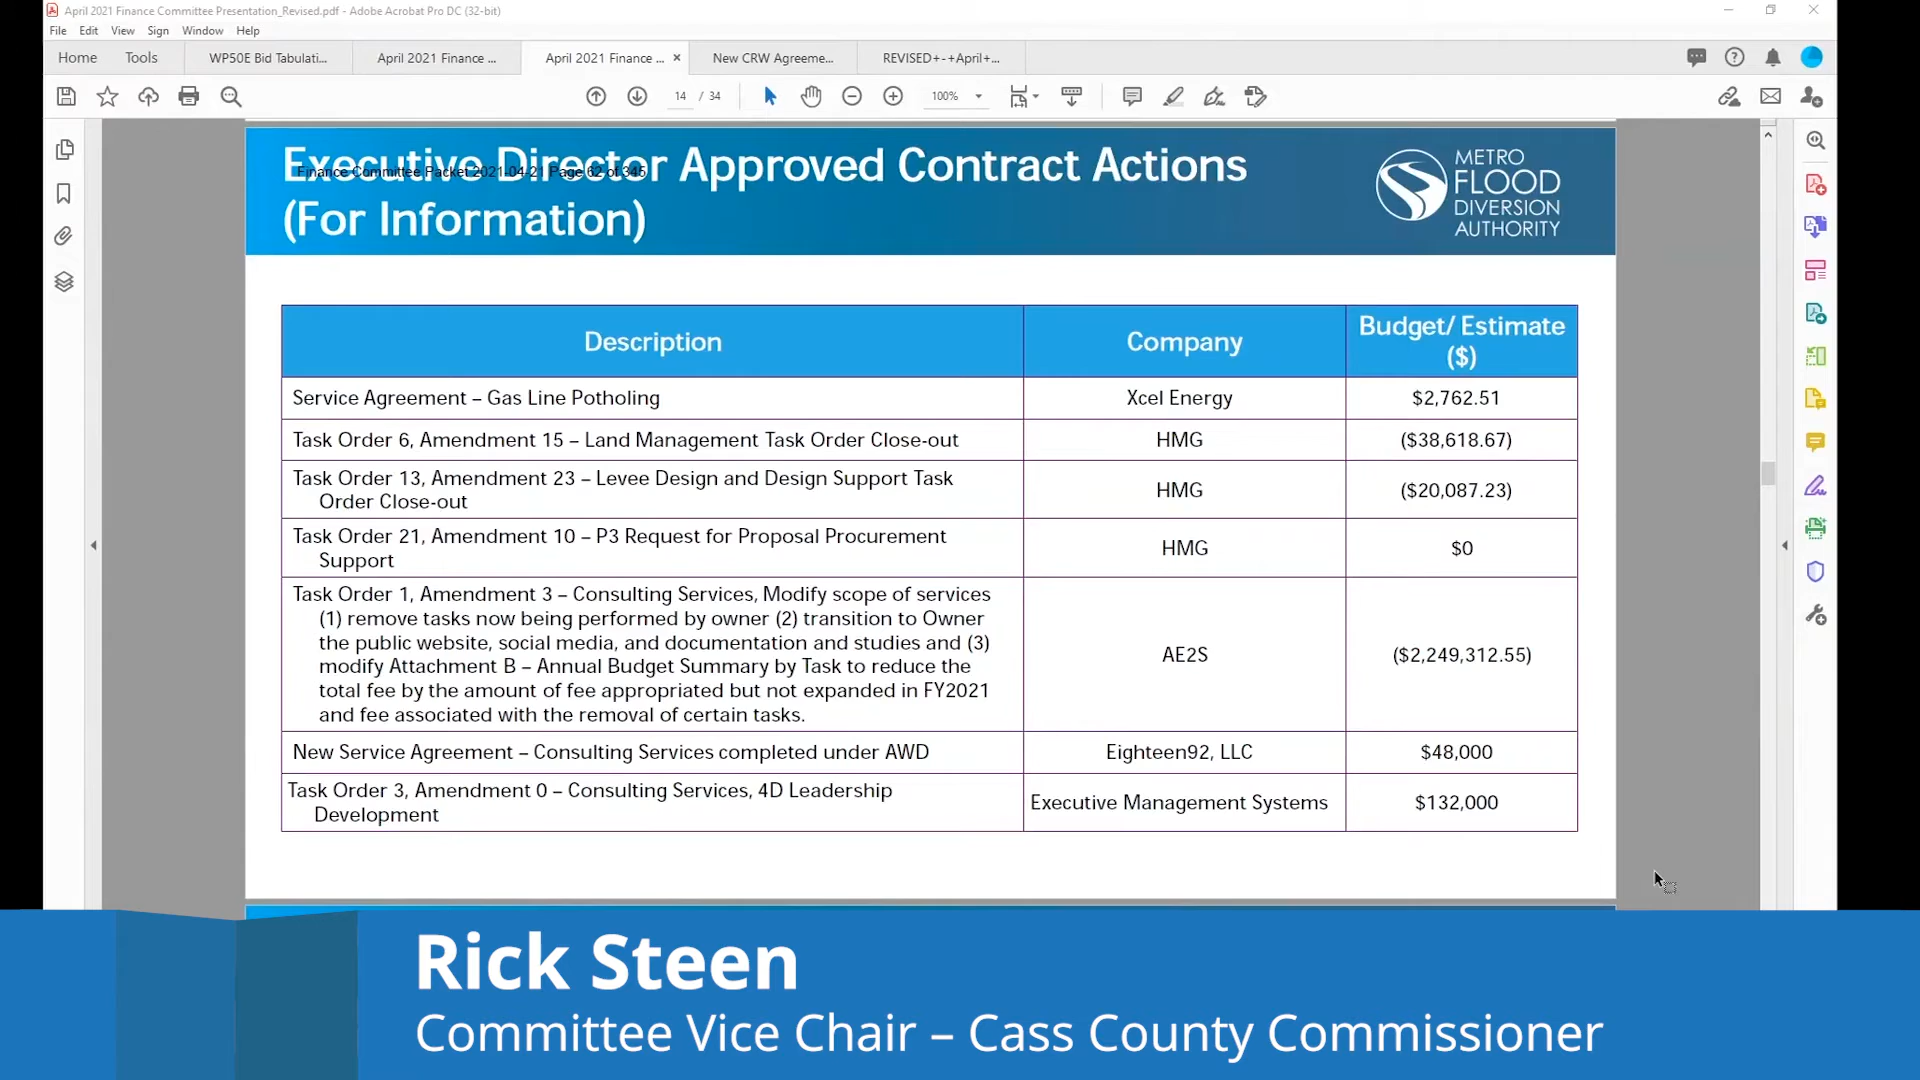 April 2021 Finance Committee Presentation_Revised.pdf - Adobe Acrobat Pro DC (32-bit)
File Edit View Sign Window Help
Home Tools WP50E Bid Tabulati... April 2021 Finance ... April 2021 Finance ... × New CRW Agreeme... REVISED+-+April+...
14 / 34 100%
Executive Director Approved Contract Actions
Finance Committee Packet 2021-04-21 Page 62 of 345
(For Information)
METRO
FLOOD
DIVERSION
AUTHORITY
Description Company Budget/ Estimate
($)
Service Agreement – Gas Line Potholing Xcel Energy $2,762.51
Task Order 6, Amendment 15 – Land Management Task Order Close-out HMG ($38,618.67)
Task Order 13, Amendment 23 – Levee Design and Design Support Task
Order Close-out HMG ($20,087.23)
Task Order 21, Amendment 10 – P3 Request for Proposal Procurement
Support HMG $0
Task Order 1, Amendment 3 – Consulting Services, Modify scope of services
(1) remove tasks now being performed by owner (2) transition to Owner
the public website, social media, and documentation and studies and (3)
modify Attachment B – Annual Budget Summary by Task to reduce the
total fee by the amount of fee appropriated but not expanded in FY2021
and fee associated with the removal of certain tasks. AE2S ($2,249,312.55)
New Service Agreement – Consulting Services completed under AWD Eighteen92, LLC $48,000
Task Order 3, Amendment 0 – Consulting Services, 4D Leadership
Development Executive Management Systems $132,000
Rick Steen
Committee Vice Chair – Cass County Commissioner